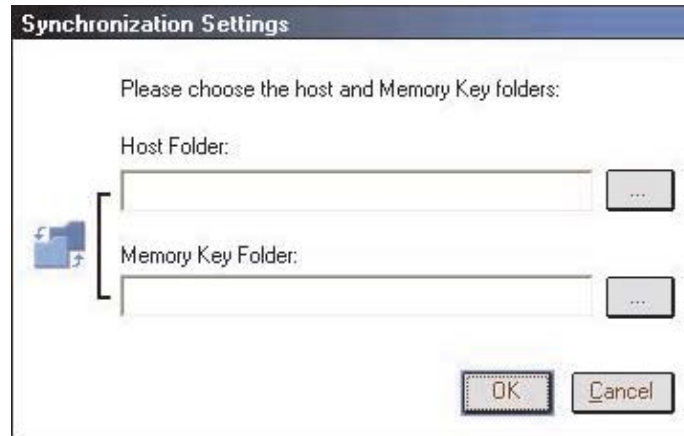 Synchronization Settings
Please choose the host and Memory Key folders:
Host Folder:
...
Memory Key Folder:
...
OK
Cancel